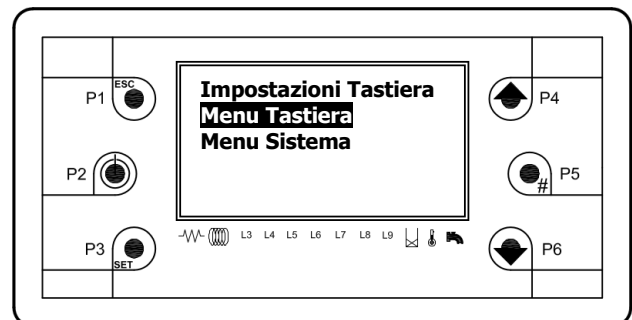 ESC
P1
P2
P3
SET
Impostazioni Tastiera
Menu Tastiera
Menu Sistema
L3 L4 L5 L6 L7 L8 L9
P4
P5
#
P6